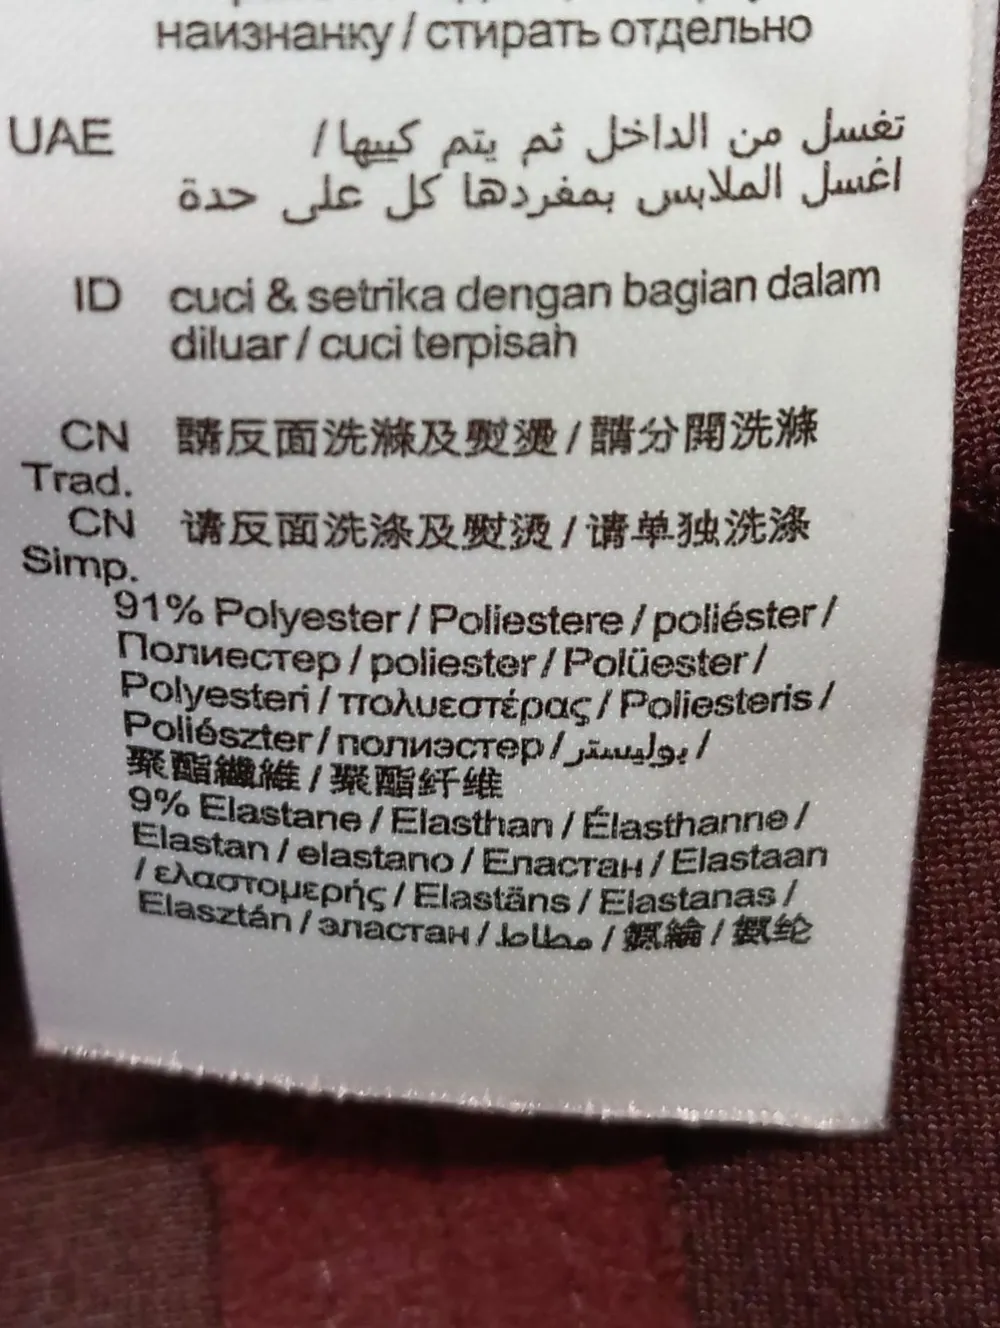 наизнанку / стирать отдельно
UAE تغسل من الداخل ثم يتم كييها /
اغسل الملابس بمفردها كل على حدة
ID cuci & setrika dengan bagian dalam
diluar / cuci terpisah
CN 請反面洗滌及熨燙 / 請分開洗滌
Trad.
CN 请反面洗涤及熨烫 / 请单独洗涤
Simp.
91% Polyester / Poliestere / poliéster /
Полиестер / poliester / Polüester /
Polyesteri / πολυεστέρας / Poliesteris /
Poliészter / полиэстер / بوليستر /
聚酯纖維 / 聚酯纤维
9% Elastane / Elasthan / Élasthanne /
Elastan / elastano / Еластан / Elastaan
/ ελαστομερής / Elastäns / Elastanas /
Elasztán / эластан / مطاط / 氨綸 / 氨纶